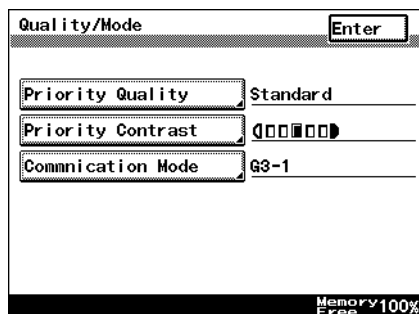 Quality/Mode
Enter
Priority Quality
Standard
Priority Contrast
Commnication Mode
G3-1
Memory
Free 100%